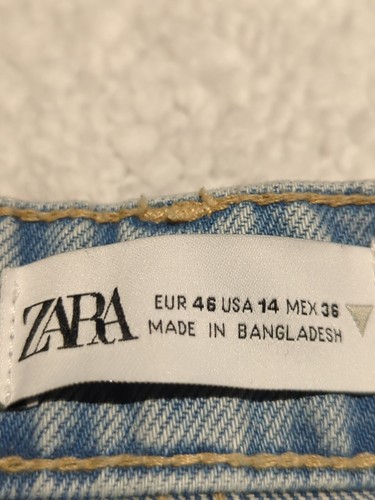 ZARA
EUR 46 USA 14 MEX 36
MADE IN BANGLADESH